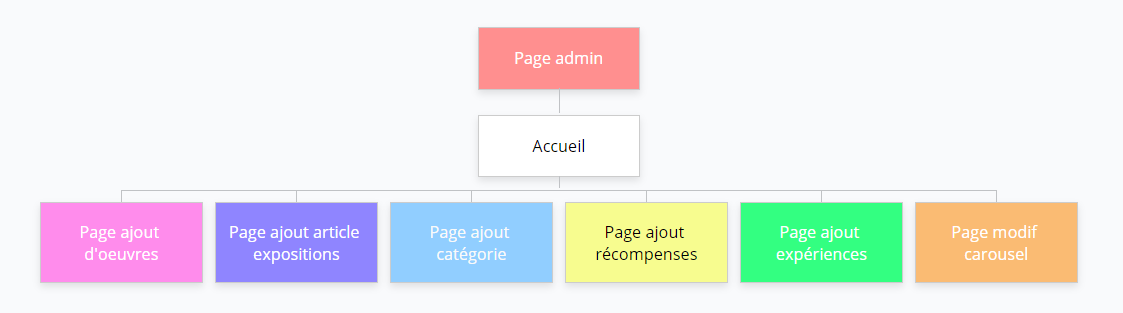 Page admin
Accueil
Page ajout
d'oeuvres
Page ajout article
expositions
Page ajout
catégorie
Page ajout
récompenses
Page ajout
expériences
Page modif
carousel